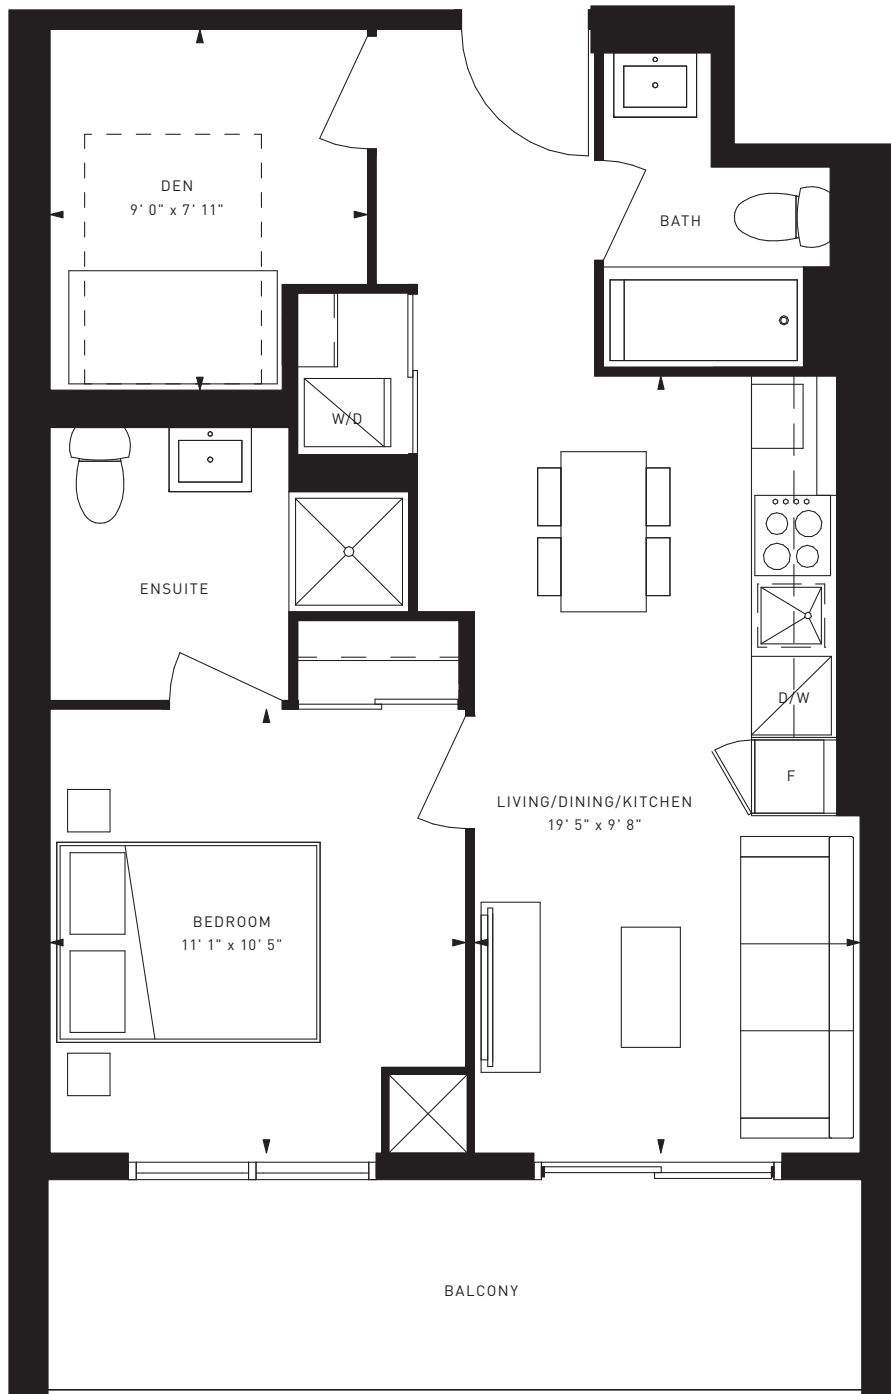 DEN
9' 0" x 7' 11"
BATH
W/D
ENSUITE
D/W
F
LIVING/DINING/KITCHEN
19' 5" x 9' 8"
BEDROOM
11' 1" x 10' 5"
BALCONY